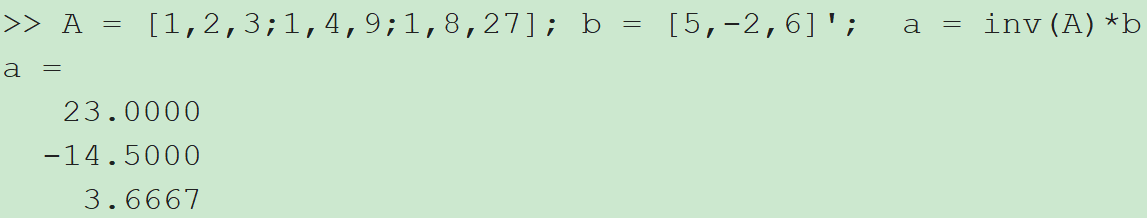 >> A = [1,2,3;1,4,9;1,8,27]; b = [5,-2,6]'; a = inv(A)*b
a =
23.0000
-14.5000
3.6667